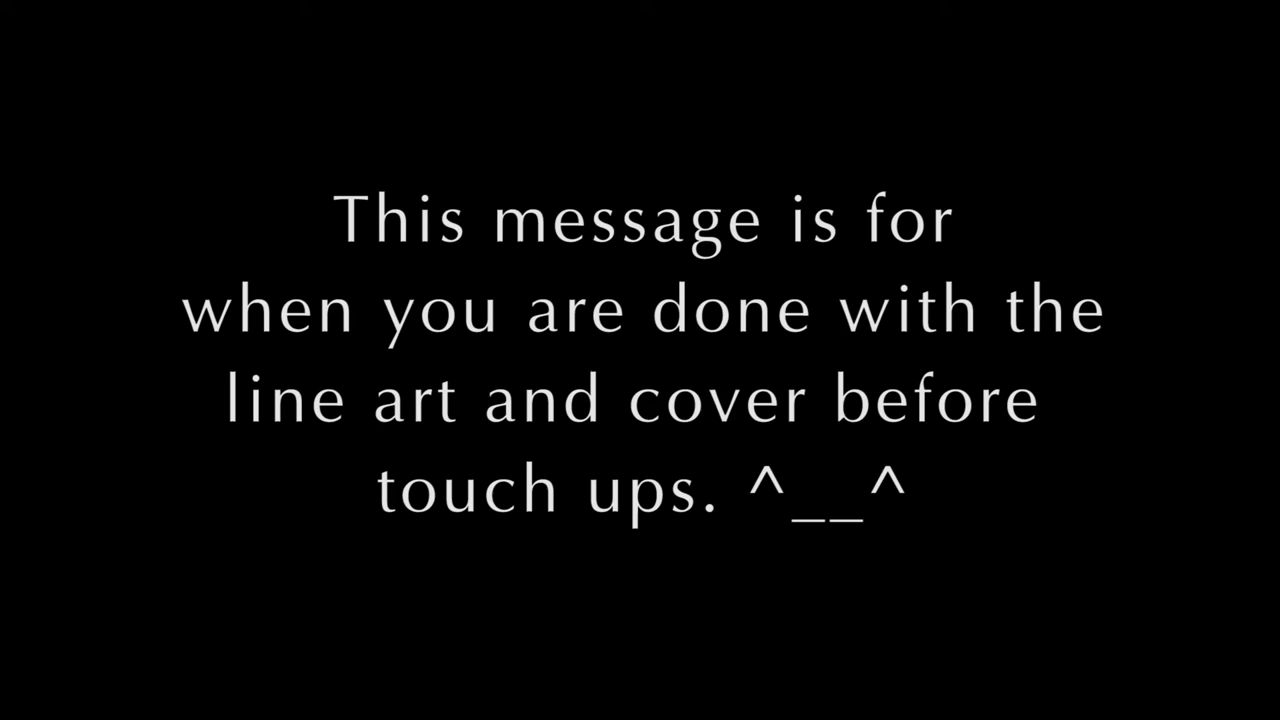 This message is for
when you are done with the
line art and cover before
touch ups. ^__^